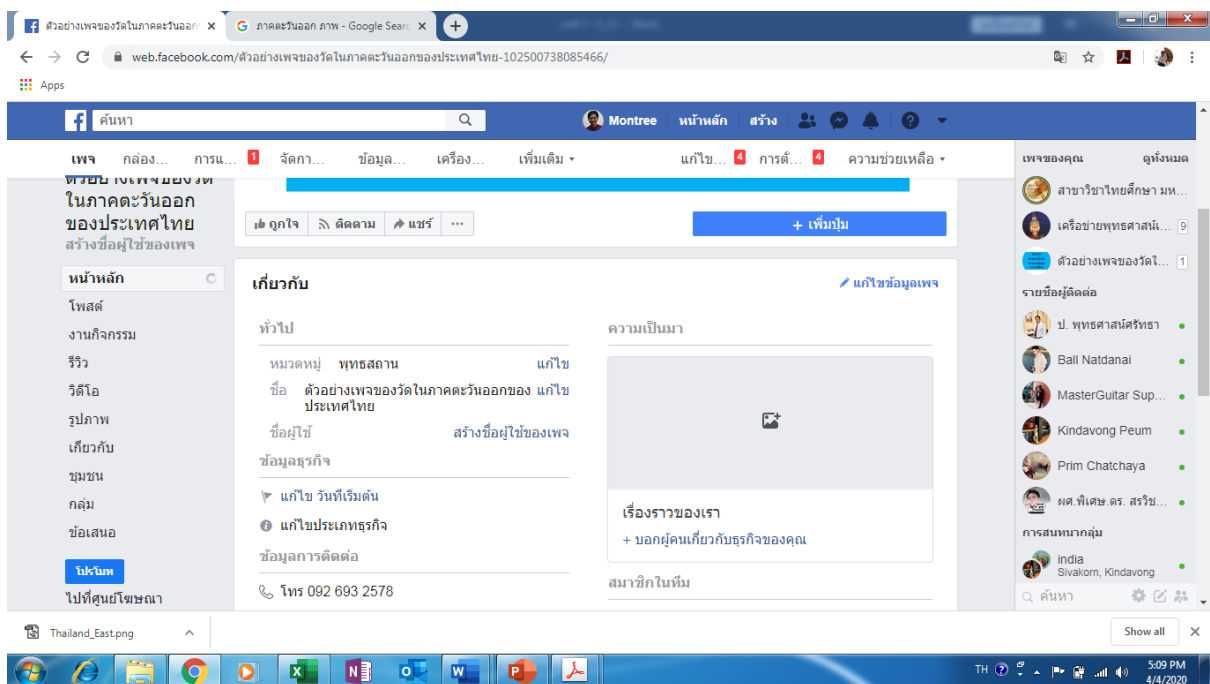 ตัวอย่างเพจของวัดในภาคตะวันออก
ภาคตะวันออก ภาพ - Google Searc
web.facebook.com/ตัวอย่างเพจของวัดในภาคตะวันออกของประเทศไทย-102500738085466/
Apps
ค้นหา
Montree หน้าหลัก สร้าง
เพจ กล่อง... การแ... 1 จัดกา... ข้อมูล... เครื่อง... เพิ่มเติม แก้ไข... 4 การตั้... 4 ความช่วยเหลือ
ตัวอย่างเพจของวัด
ในภาคตะวันออก
ของประเทศไทย
สร้างชื่อผู้ใช้ของเพจ
หน้าหลัก
โพสต์
งานกิจกรรม
รีวิว
วิดีโอ
รูปภาพ
เกี่ยวกับ
ชุมชน
กลุ่ม
ข้อเสนอ
โปรโมท
ไปที่ศูนย์โฆษณา
ถูกใจ ติดตาม แชร์ ...
+ เพิ่มปุ่ม
เกี่ยวกับ
แก้ไขข้อมูลเพจ
ทั่วไป
หมวดหมู่ พุทธสถาน แก้ไข
ชื่อ ตัวอย่างเพจของวัดในภาคตะวันออกของ แก้ไข
ประเทศไทย
ชื่อผู้ใช้ สร้างชื่อผู้ใช้ของเพจ
ข้อมูลธุรกิจ
แก้ไข วันที่เริ่มต้น
แก้ไขประเภทธุรกิจ
ข้อมูลการติดต่อ
โทร 092 693 2578
ความเป็นมา
เรื่องราวของเรา
+ บอกผู้คนเกี่ยวกับธุรกิจของคุณ
สมาชิกในทีม
เพจของคุณ ดูทั้งหมด
สาขาวิชาไทยศึกษา มห...
เครือข่ายพุทธศาสน์เ... 9
ตัวอย่างเพจของวัดใ... 1
รายชื่อผู้ติดต่อ
ป. พุทธศาสน์ศรัทธา
Ball Natdanai
MasterGuitar Sup...
Kindavong Peum
Prim Chatchaya
ผศ.พิเศษ.ดร. สรวิช...
การสนทนากลุ่ม
india
Sivakorn, Kindavong
ค้นหา
Thailand_East.png
Show all
TH
5:09 PM
4/4/2020